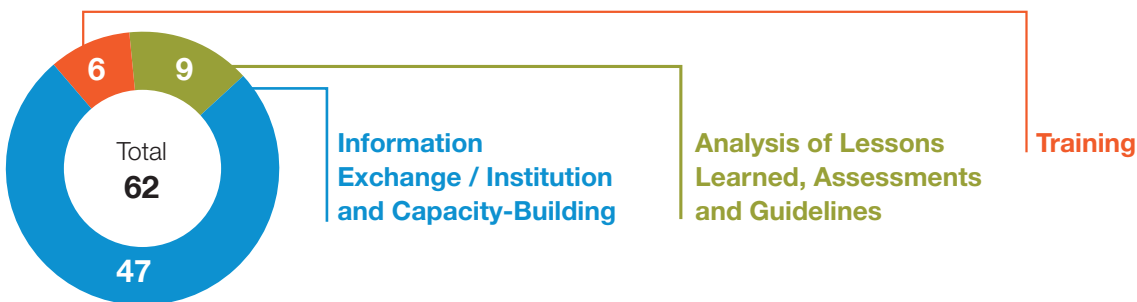 6
9
Total
62
47
Information
Exchange / Institution
and Capacity-Building
Analysis of Lessons
Learned, Assessments
and Guidelines
Training